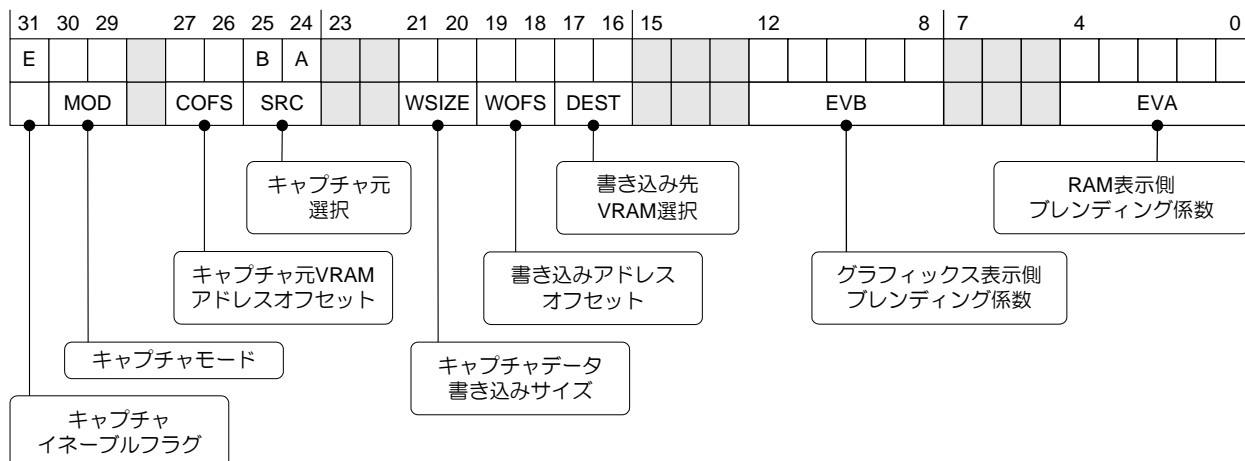 31 30 29 27 26 25 24 23 21 20 19 18 17 16 15 12 8 7 4 0
E B A
MOD COFS SRC WSIZE WOFS DEST EVB EVA
キャプチャ元
選択
書き込み先
VRAM選択
RAM表示側
ブレンディング係数
キャプチャ元VRAM
アドレスオフセット
書き込みアドレス
オフセット
グラフィックス表示側
ブレンディング係数
キャプチャモード
キャプチャデータ
書き込みサイズ
キャプチャ
イネーブルフラグ